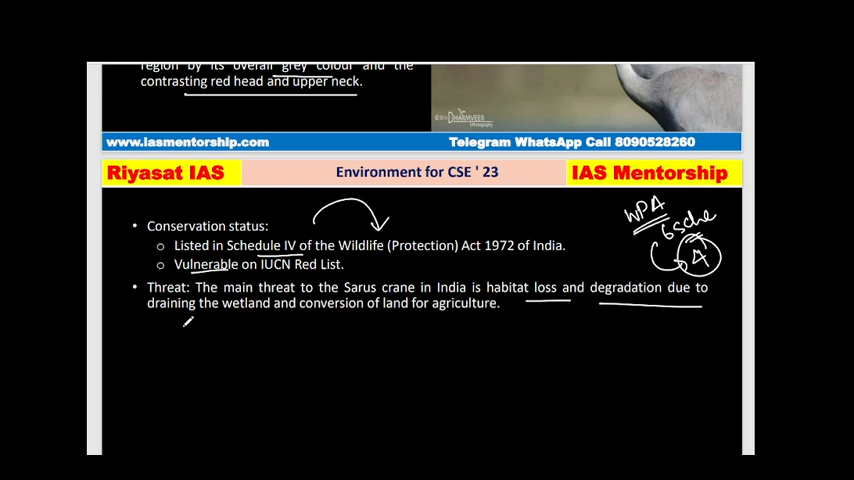 region by its overall grey colour and the
contrasting red head and upper neck.
©2014 DHARMVEER
Photography
www.iasmentorship.com Telegram WhatsApp Call 8090528260
Riyasat IAS Environment for CSE ' 23 IAS Mentorship
WPA
6 sche
4
• Conservation status:
o Listed in Schedule IV of the Wildlife (Protection) Act 1972 of India.
o Vulnerable on IUCN Red List.
• Threat: The main threat to the Sarus crane in India is habitat loss and degradation due to
draining the wetland and conversion of land for agriculture.